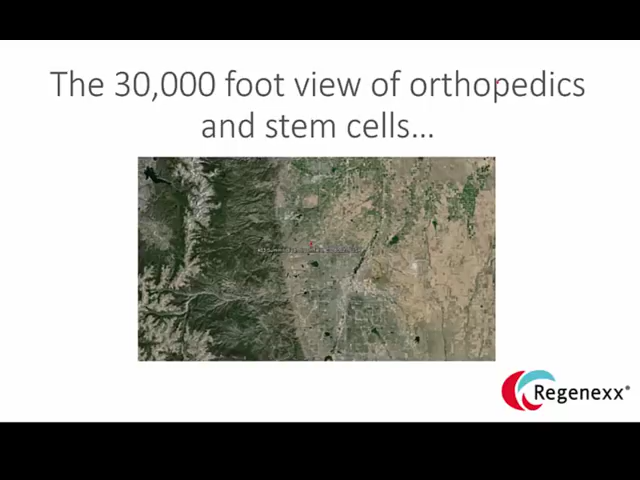 The 30,000 foot view of orthopedics
and stem cells…
Regenexx®